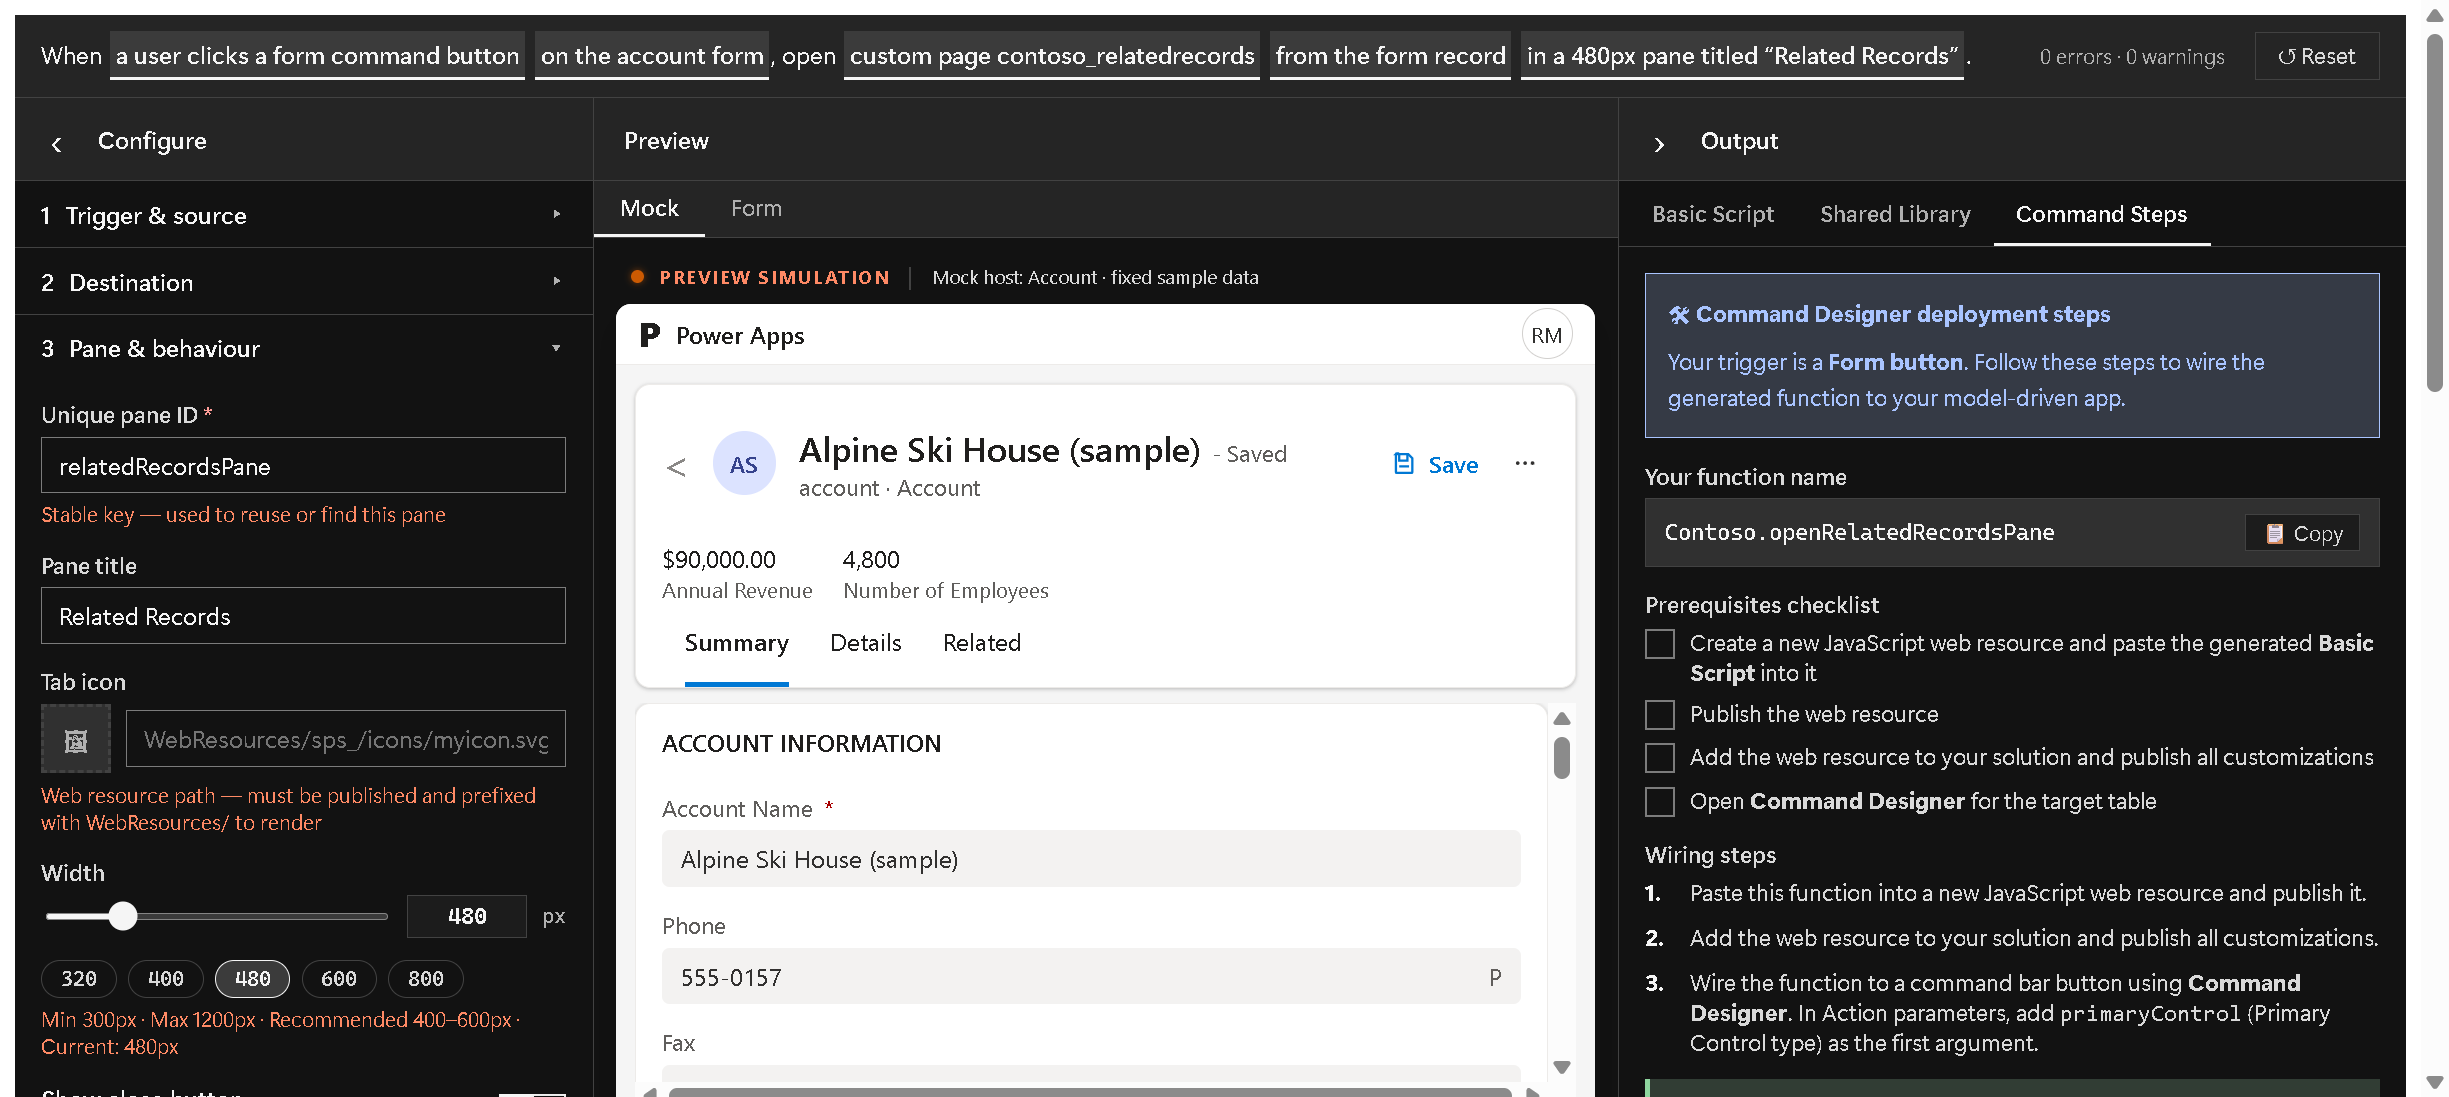 When a user clicks a form command button on the account form, open custom page contoso_relatedrecords from the form record in a 480px pane titled “Related Records”.
0 errors · 0 warnings
↺ Reset
‹ Configure
1 Trigger & source
2 Destination
3 Pane & behaviour
Unique pane ID *
relatedRecordsPane
Stable key — used to reuse or find this pane
Pane title
Related Records
Tab icon
WebResources/sps_/icons/myicon.svg
Web resource path — must be published and prefixed
with WebResources/ to render
Width
480 px
320 400 480 600 800
Min 300px · Max 1200px · Recommended 400–600px ·
Current: 480px
Preview
Mock Form
PREVIEW SIMULATION
Mock host: Account · fixed sample data
P Power Apps
RM
AS
Alpine Ski House (sample) - Saved
account · Account
Save
...
$90,000.00 4,800
Annual Revenue Number of Employees
Summary Details Related
ACCOUNT INFORMATION
Account Name *
Alpine Ski House (sample)
Phone
555-0157 P
Fax
› Output
Basic Script Shared Library Command Steps
🛠 Command Designer deployment steps
Your trigger is a Form button. Follow these steps to wire the
generated function to your model-driven app.
Your function name
Contoso.openRelatedRecordsPane
📋 Copy
Prerequisites checklist
Create a new JavaScript web resource and paste the generated Basic
Script into it
Publish the web resource
Add the web resource to your solution and publish all customizations
Open Command Designer for the target table
Wiring steps
1. Paste this function into a new JavaScript web resource and publish it.
2. Add the web resource to your solution and publish all customizations.
3. Wire the function to a command bar button using Command
Designer. In Action parameters, add primaryControl (Primary
Control type) as the first argument.